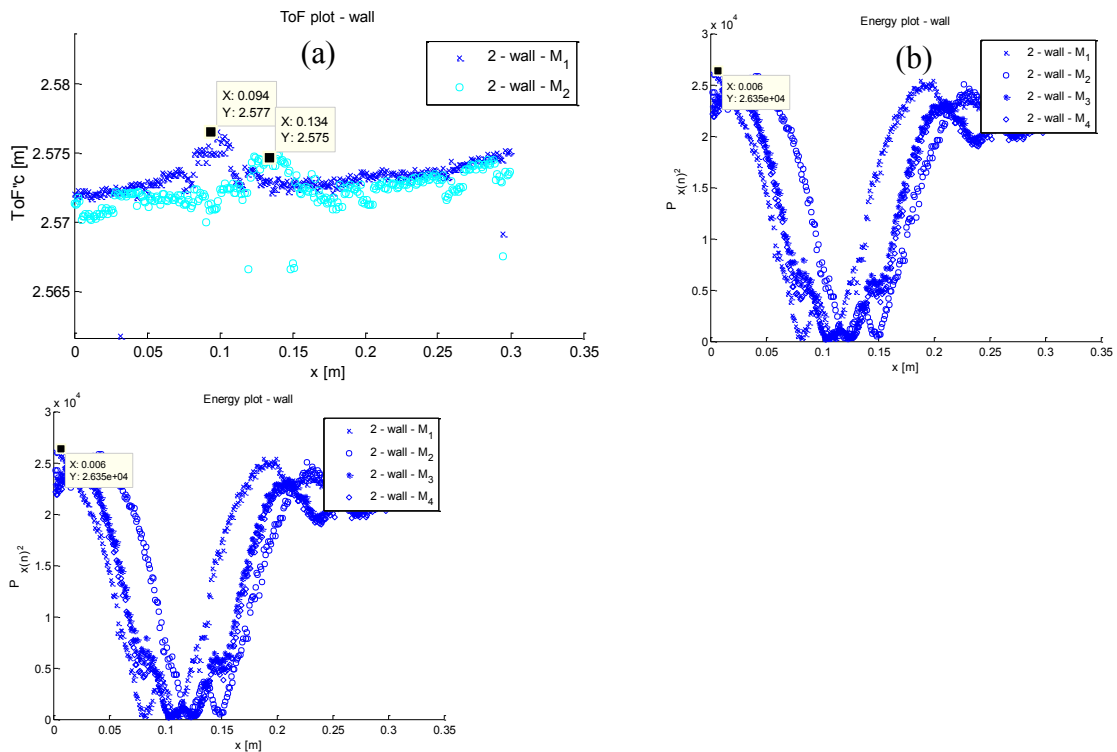 ToF plot - wall
(a)
2 - wall - M1
2 - wall - M2
X: 0.094
Y: 2.577
X: 0.134
Y: 2.575
2.58
2.575
2.57
2.565
ToF"c [m]
0 0.05 0.1 0.15 0.2 0.25 0.3 0.35
x [m]
Energy plot - wall
(b)
x 10^4
2 - wall - M1
2 - wall - M2
2 - wall - M3
2 - wall - M4
X: 0.006
Y: 2.635e+04
3
2.5
2
1.5
1
0.5
0
P x(n)^2
0 0.05 0.1 0.15 0.2 0.25 0.3 0.35
x [m]
Energy plot - wall
x 10^4
2 - wall - M1
2 - wall - M2
2 - wall - M3
2 - wall - M4
X: 0.006
Y: 2.635e+04
3
2.5
2
1.5
1
0.5
0
P x(n)^2
0 0.05 0.1 0.15 0.2 0.25 0.3 0.35
x [m]